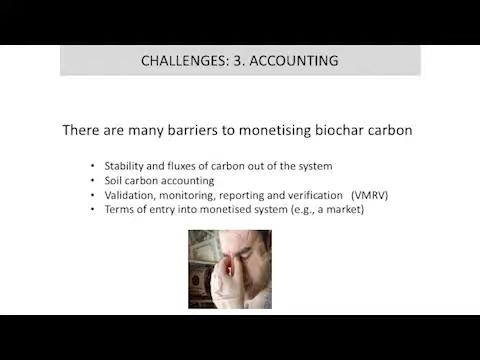 CHALLENGES: 3. ACCOUNTING
There are many barriers to monetising biochar carbon
• Stability and fluxes of carbon out of the system
• Soil carbon accounting
• Validation, monitoring, reporting and verification (VMRV)
• Terms of entry into monetised system (e.g., a market)